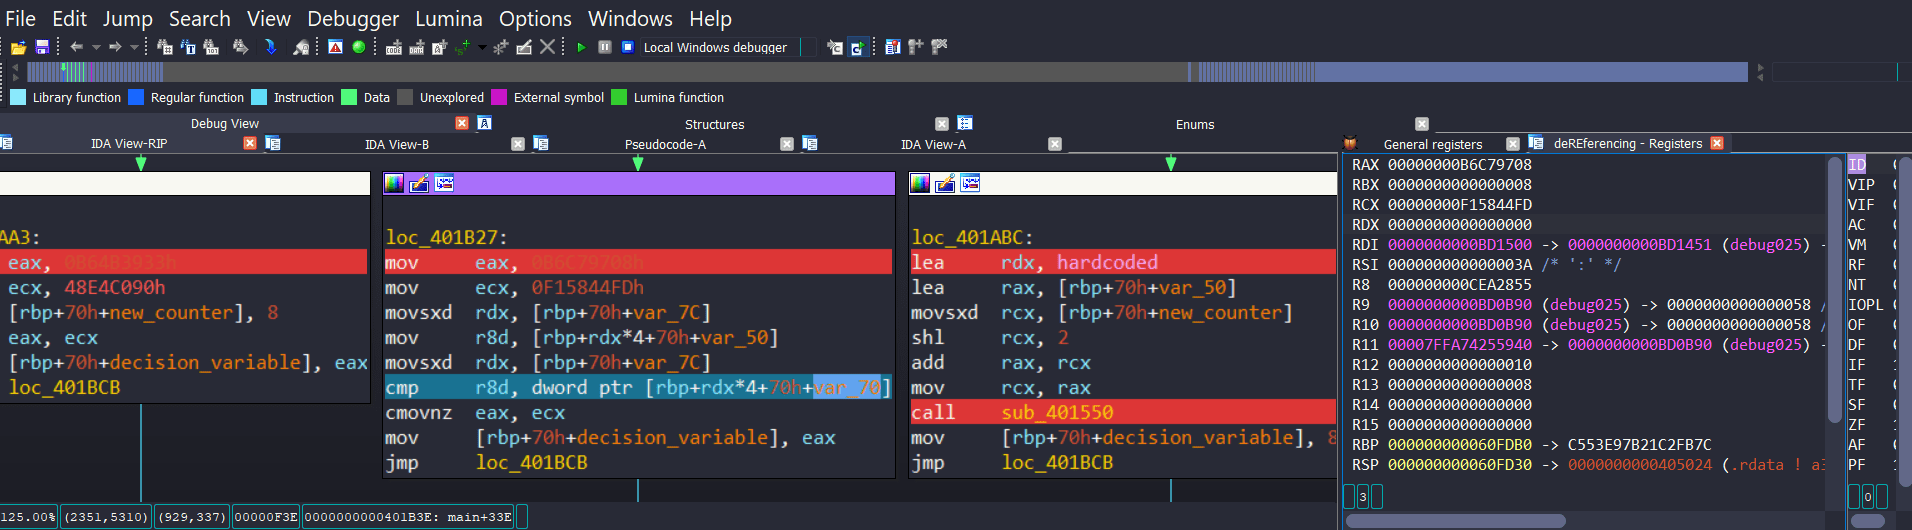 File Edit Jump Search View Debugger Lumina Options Windows Help
Local Windows debugger
Library function Regular function Instruction Data Unexplored External symbol Lumina function
Debug View Structures Enums
IDA View-RIP IDA View-B Pseudocode-A IDA View-A General registers deREferencing - Registers
AA3:
eax, 0B64B3933h
ecx, 48E4C090h
[rbp+70h+new_counter], 8
eax, ecx
[rbp+70h+decision_variable], eax
loc_401BCB
loc_401B27:
mov eax, 0B6C79708h
mov ecx, 0F15844FDh
movsxd rdx, [rbp+70h+var_7C]
mov r8d, [rbp+rdx*4+70h+var_50]
movsxd rdx, [rbp+70h+var_7C]
cmp r8d, dword ptr [rbp+rdx*4+70h+var_70]
cmovnz eax, ecx
mov [rbp+70h+decision_variable], eax
jmp loc_401BCB
loc_401ABC:
lea rdx, hardcoded
lea rax, [rbp+70h+var_50]
movsxd rcx, [rbp+70h+new_counter]
shl rcx, 2
add rax, rcx
mov rcx, rax
call sub_401550
mov [rbp+70h+decision_variable],
jmp loc_401BCB
RAX 00000000B6C79708
RBX 0000000000000008
RCX 00000000F15844FD
RDX 0000000000000000
RDI 0000000000BD1500 -> 0000000000BD1451 (debug025) -
RSI 000000000000003A /* ':' */
R8 000000000CEA2855
R9 0000000000BD0B90 (debug025) -> 0000000000000058 /
R10 0000000000BD0B90 (debug025) -> 0000000000000058 /
R11 00007FFA74255940 -> 0000000000BD0B90 (debug025) -
R12 0000000000000010
R13 0000000000000008
R14 0000000000000000
R15 0000000000000000
RBP 000000000060FDB0 -> C553E97B21C2FB7C
RSP 000000000060FD30 -> 0000000000405024 (.rdata ! a
3
ID
VIP
VIF
AC
VM
RF
NT
IOPL
OF
DF
IF 1
TF
SF
ZF
AF
PF
0
125.00% (2351,5310) (929,337) 00000F3E 0000000000401B3E: main+33E